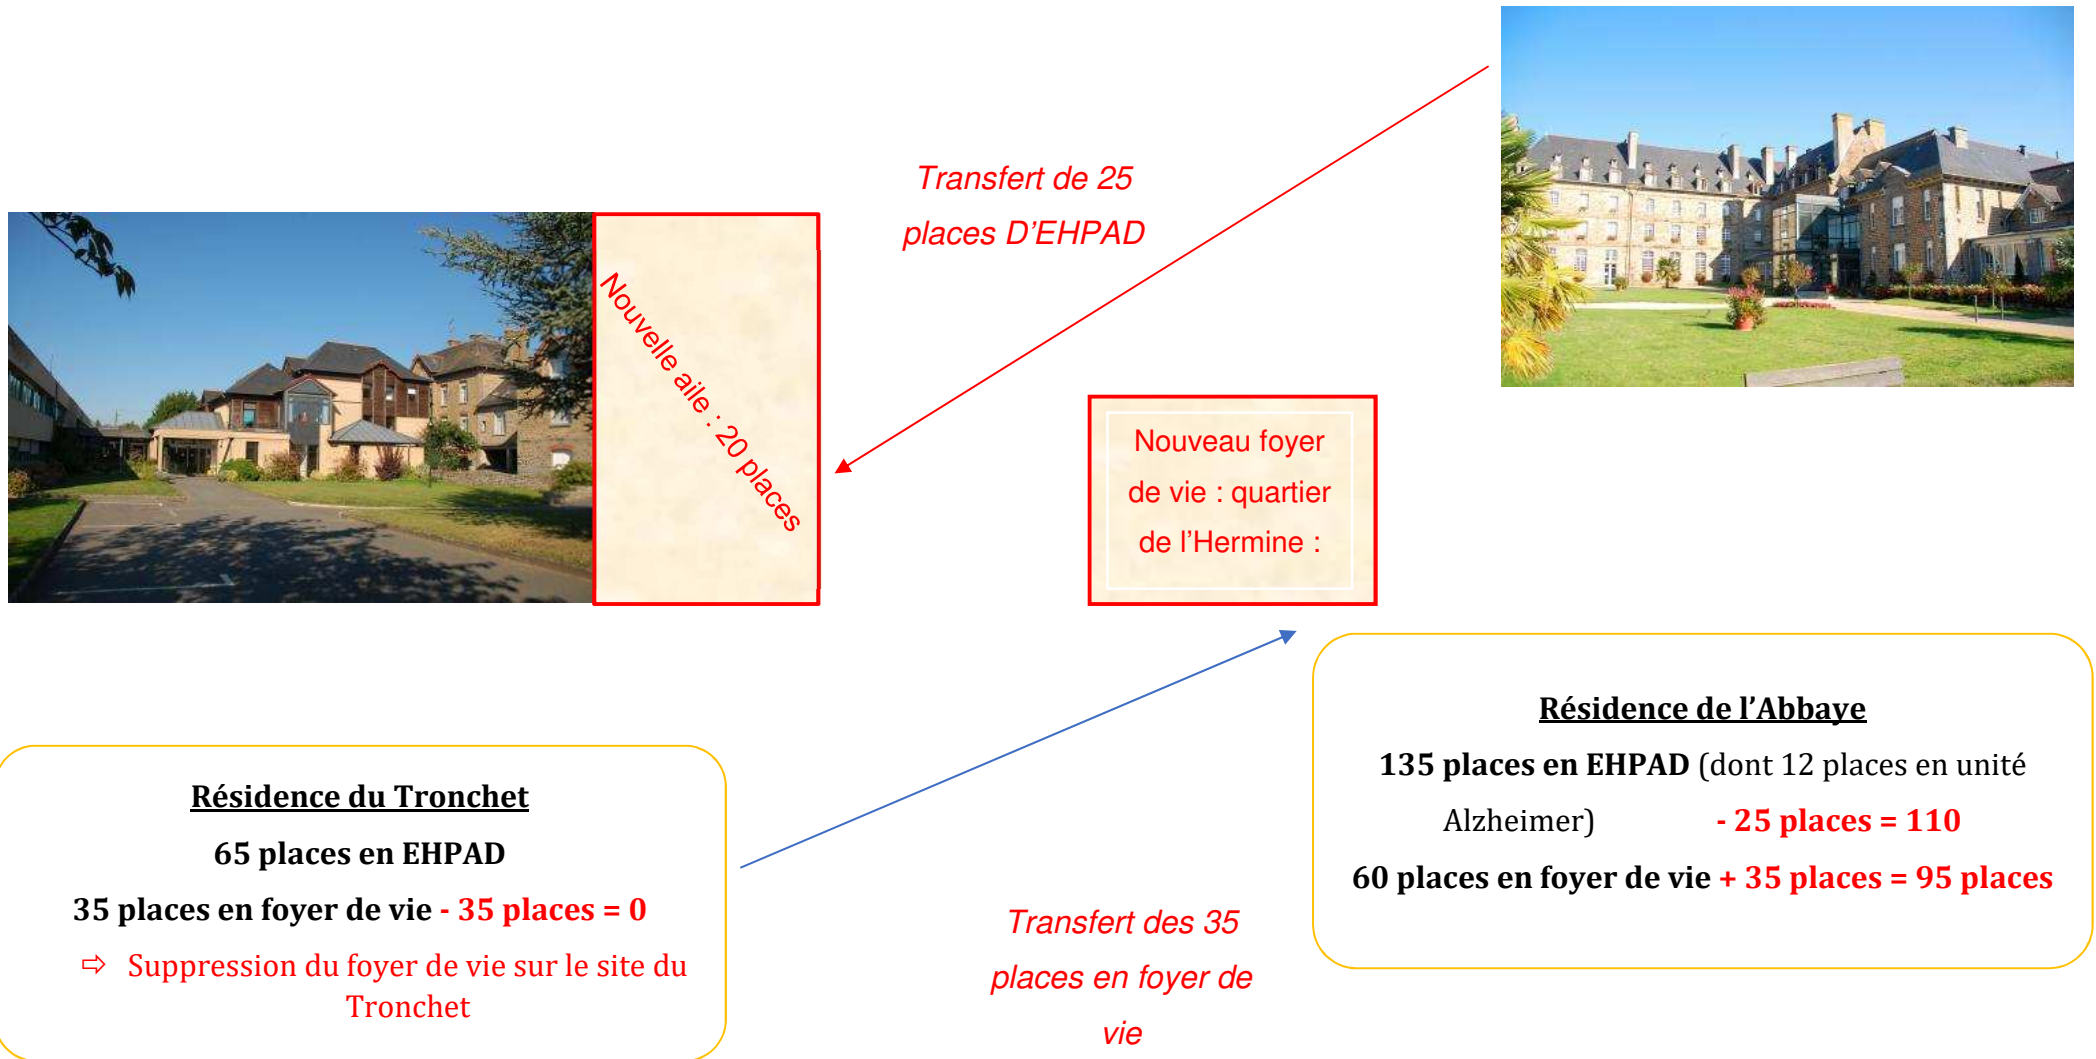 Transfert de 25
places D'EHPAD
Nouvelle aile : 20 places
Nouveau foyer
de vie : quartier
de l'Hermine :
Résidence du Tronchet
65 places en EHPAD
35 places en foyer de vie - 35 places = 0
⇨ Suppression du foyer de vie sur le site du
Tronchet
Résidence de l'Abbaye
135 places en EHPAD (dont 12 places en unité
Alzheimer) - 25 places = 110
60 places en foyer de vie + 35 places = 95 places
Transfert des 35
places en foyer de
vie